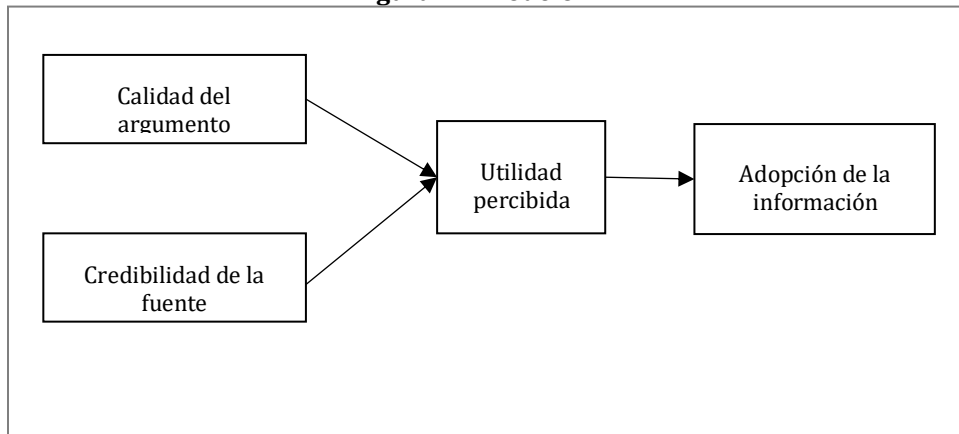 Calidad del
argumento
Utilidad
percibida
Adopción de la
información
Credibilidad de la
fuente